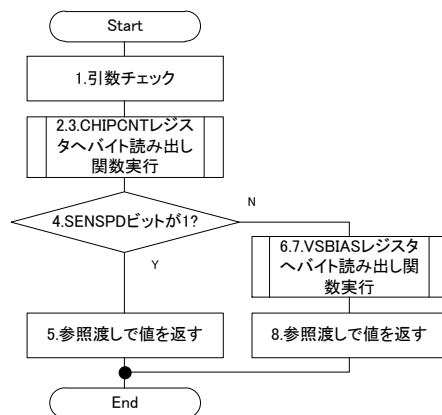 Start
1.引数チェック
2.3.CHIPCNTレジス
タへバイト読み出し
関数実行
4.SENSPDビットが1?
N
Y
6.7.VSBIASレジスタ
へバイト読み出し関
数実行
5.参照渡しで値を返す
8.参照渡しで値を返す
End